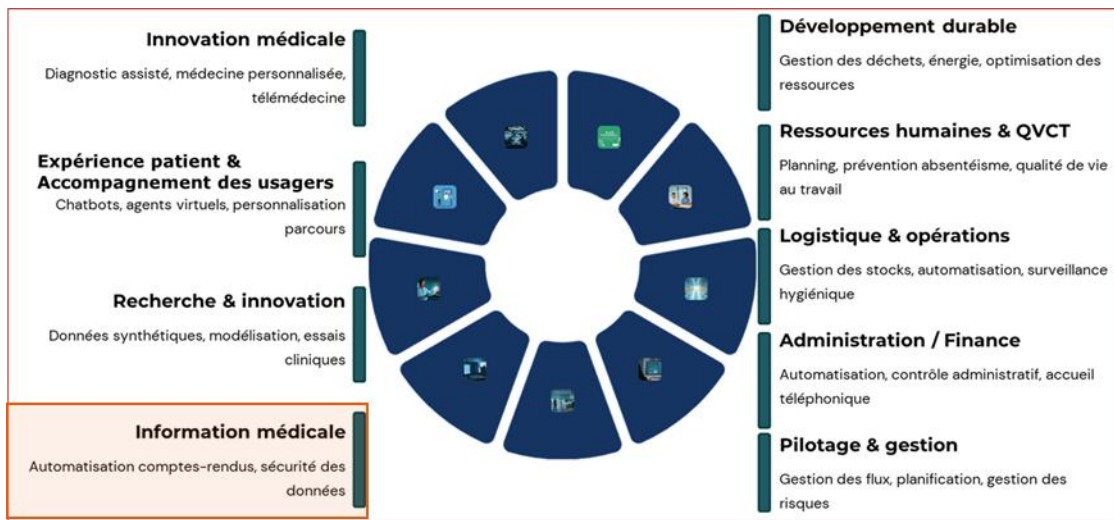 Innovation médicale
Diagnostic assisté, médecine personnalisée,
télémédecine
Expérience patient &
Accompagnement des usagers
Chatbots, agents virtuels, personnalisation
parcours
Recherche & innovation
Données synthétiques, modélisation, essais
cliniques
Information médicale
Automatisation comptes-rendus, sécurité des
données
Développement durable
Gestion des déchets, énergie, optimisation des
ressources
Ressources humaines & QVCT
Planning, prévention absentéisme, qualité de vie
au travail
Logistique & opérations
Gestion des stocks, automatisation, surveillance
hygiénique
Administration / Finance
Automatisation, contrôle administratif, accueil
téléphonique
Pilotage & gestion
Gestion des flux, planification, gestion des
risques